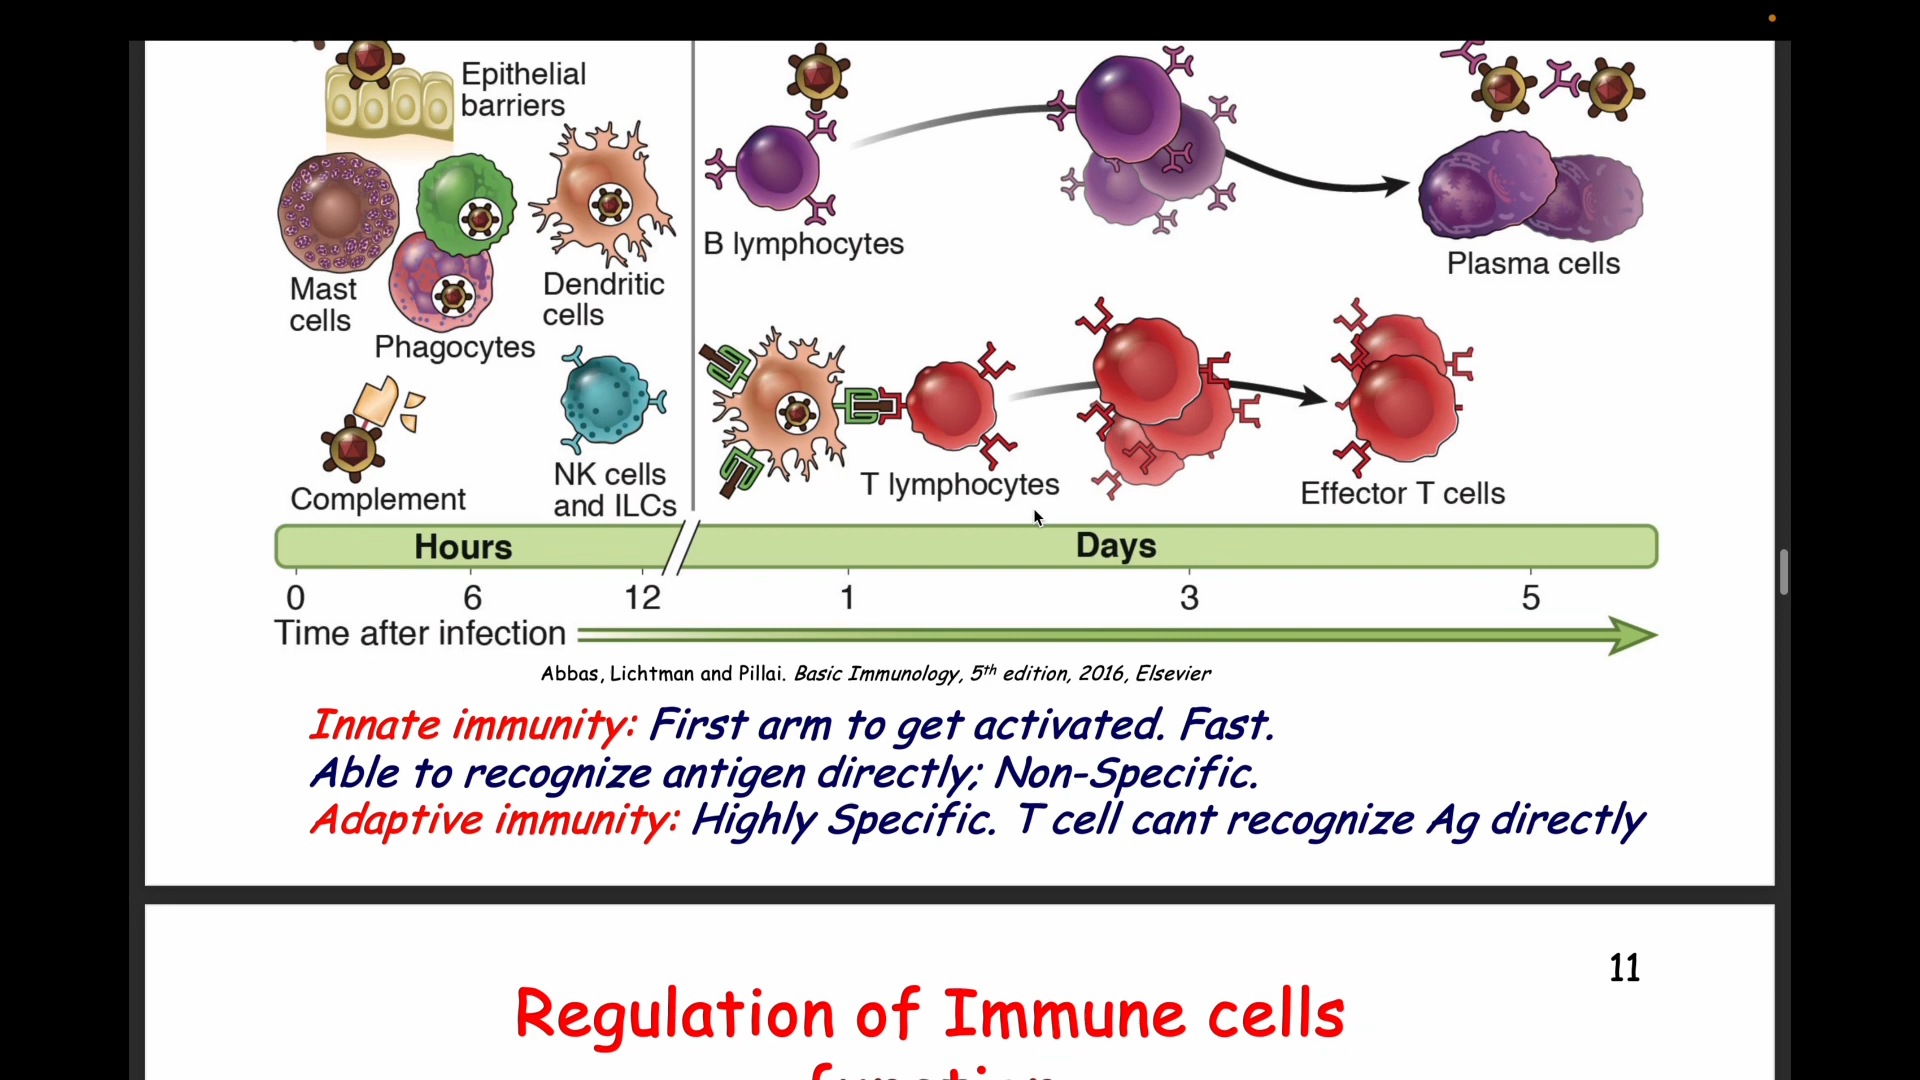 Epithelial
barriers
Mast
cells
Phagocytes
Dendritic
cells
Complement
NK cells
and ILCs
B lymphocytes
Plasma cells
T lymphocytes
Effector T cells
Hours
Days
0
6
12
1
3
5
Time after infection
Abbas, Lichtman and Pillai. Basic Immunology, 5th edition, 2016, Elsevier
Innate immunity: First arm to get activated. Fast.
Able to recognize antigen directly; Non-Specific.
Adaptive immunity: Highly Specific. T cell cant recognize Ag directly
11
Regulation of Immune cells